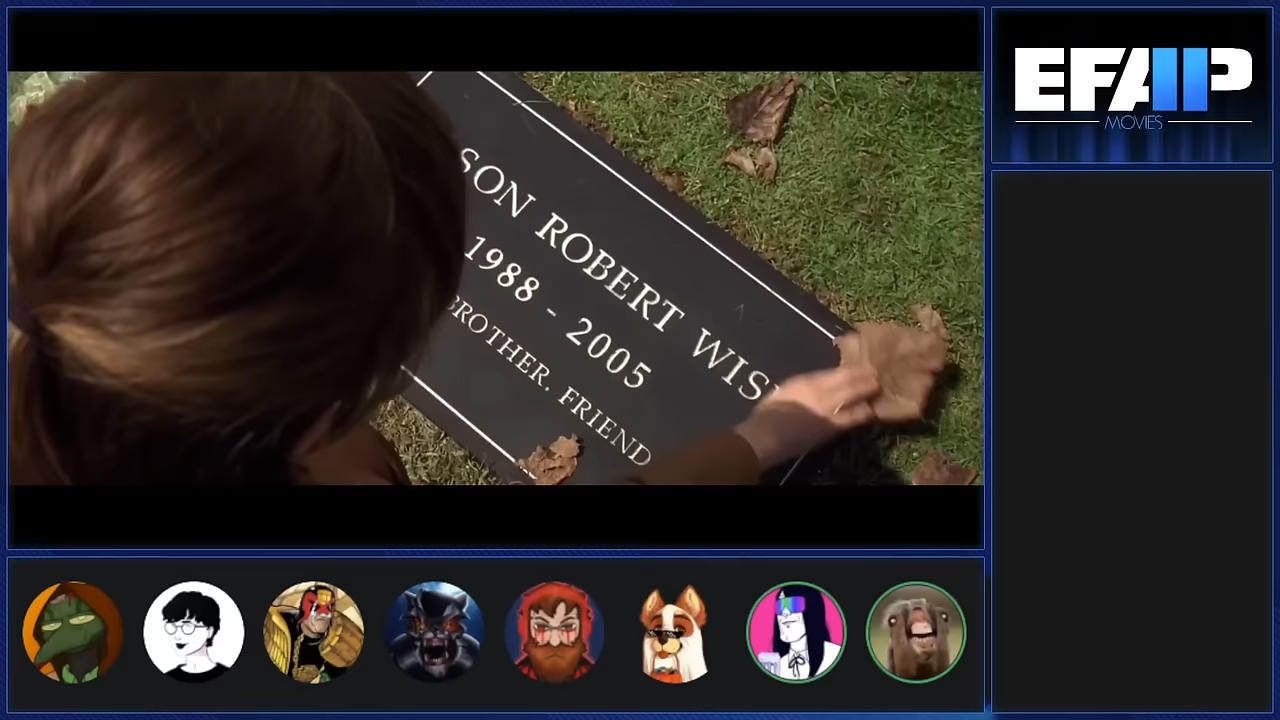 EFAP
MOVIES
SON ROBERT WIS
1988 - 2005
BROTHER. FRIEND